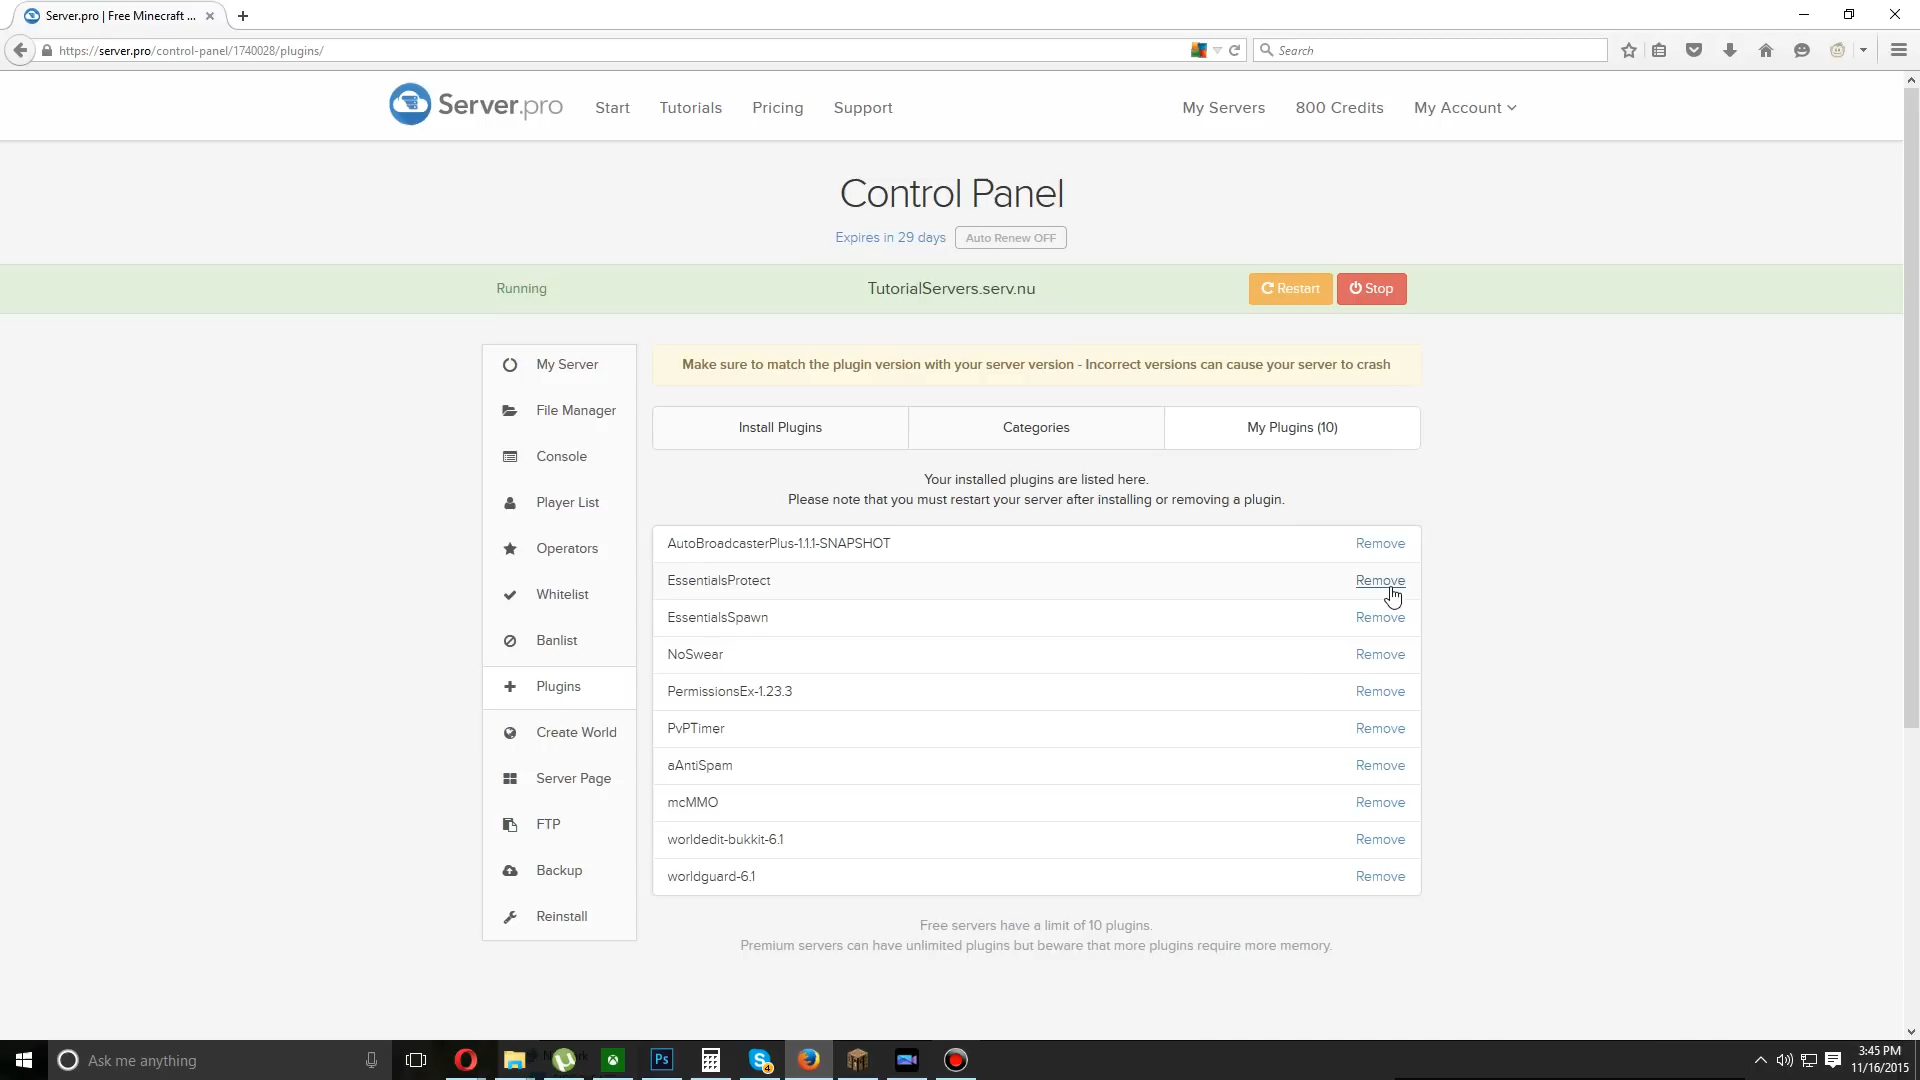 Server.pro | Free Minecraft ...
https://server.pro/control-panel/1740028/plugins/
Search
Server.pro
Start
Tutorials
Pricing
Support
My Servers
800 Credits
My Account
Control Panel
Expires in 29 days
Auto Renew OFF
Running
TutorialServers.serv.nu
Restart
Stop
My Server
File Manager
Console
Player List
Operators
Whitelist
Banlist
Plugins
Create World
Server Page
FTP
Backup
Reinstall
Make sure to match the plugin version with your server version - Incorrect versions can cause your server to crash
Install Plugins
Categories
My Plugins (10)
Your installed plugins are listed here.
Please note that you must restart your server after installing or removing a plugin.
AutoBroadcasterPlus-1.1.1-SNAPSHOT Remove
EssentialsProtect Remove
EssentialsSpawn Remove
NoSwear Remove
PermissionsEx-1.23.3 Remove
PvPTimer Remove
aAntiSpam Remove
mcMMO Remove
worldedit-bukkit-6.1 Remove
worldguard-6.1 Remove
Free servers have a limit of 10 plugins.
Premium servers can have unlimited plugins but beware that more plugins require more memory.
Ask me anything
Ps
4
3:45 PM
11/16/2015